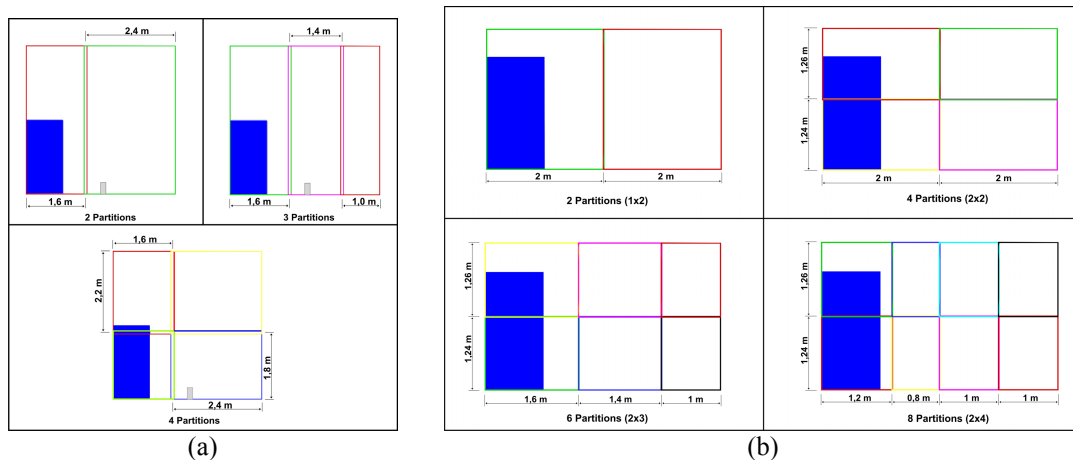 2,4 m
1,6 m
2 Partitions
1,4 m
1,6 m
1,0 m
3 Partitions
1,6 m
2,2 m
1,8 m
2,4 m
4 Partitions
(a)
2 m
2 m
2 Partitions (1x2)
1,26 m
1,24 m
2 m
2 m
4 Partitions (2x2)
1,26 m
1,24 m
1,6 m
1,4 m
1 m
6 Partitions (2x3)
1,26 m
1,24 m
1,2 m
0,8 m
1 m
1 m
8 Partitions (2x4)
(b)